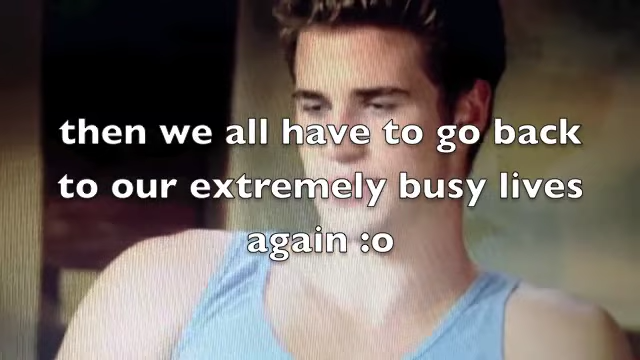 then we all have to go back
to our extremely busy lives
again :o